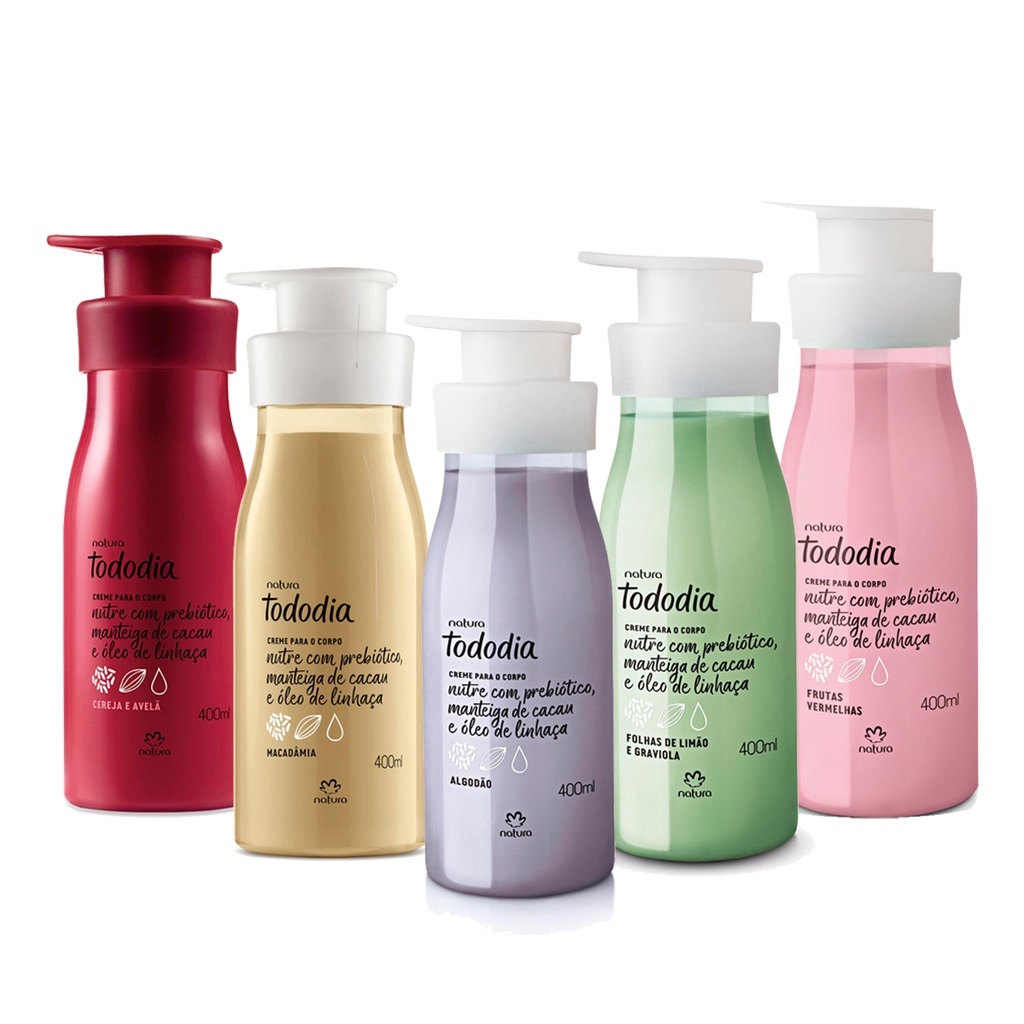 natura
tododia
CREME PARA O CORPO
nutre com prebiótico,
manteiga de cacau
e óleo de linhaça
CEREJA E AVELÃ
400ml
natura
natura
tododia
CREME PARA O CORPO
nutre com prebiótico,
manteiga de cacau
e óleo de linhaça
MACADÂMIA
400ml
natura
natura
tododia
CREME PARA O CORPO
nutre com prebiótico,
manteiga de cacau
e óleo de linhaça
ALGODÃO
400ml
natura
natura
tododia
CREME PARA O CORPO
nutre com prebiótico,
manteiga de cacau
e óleo de linhaça
FOLHAS DE LIMÃO
E GRAVIOLA
400ml
natura
natura
tododia
CREME PARA O CORPO
nutre com prebiótico,
manteiga de cacau
e óleo de linhaça
FRUTAS
VERMELHAS
400ml
natura